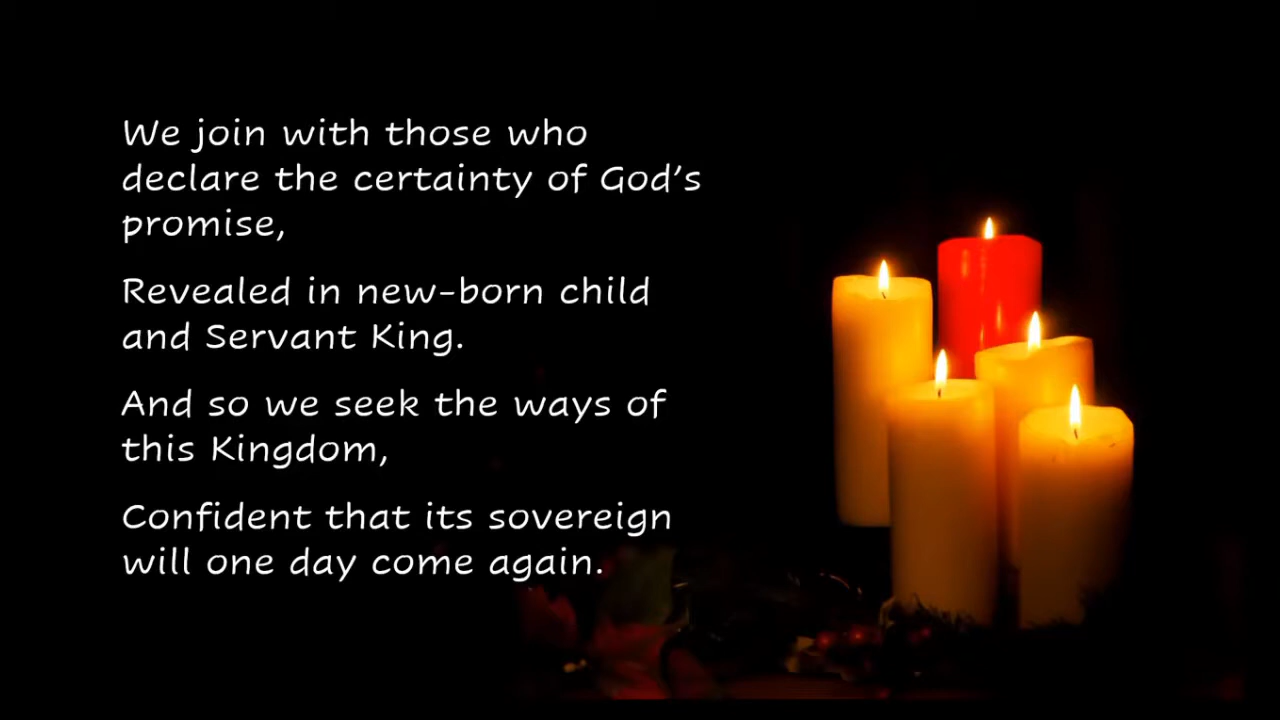 We join with those who
declare the certainty of God's
promise,
Revealed in new-born child
and Servant King.
And so we seek the ways of
this Kingdom,
Confident that its sovereign
will one day come again.